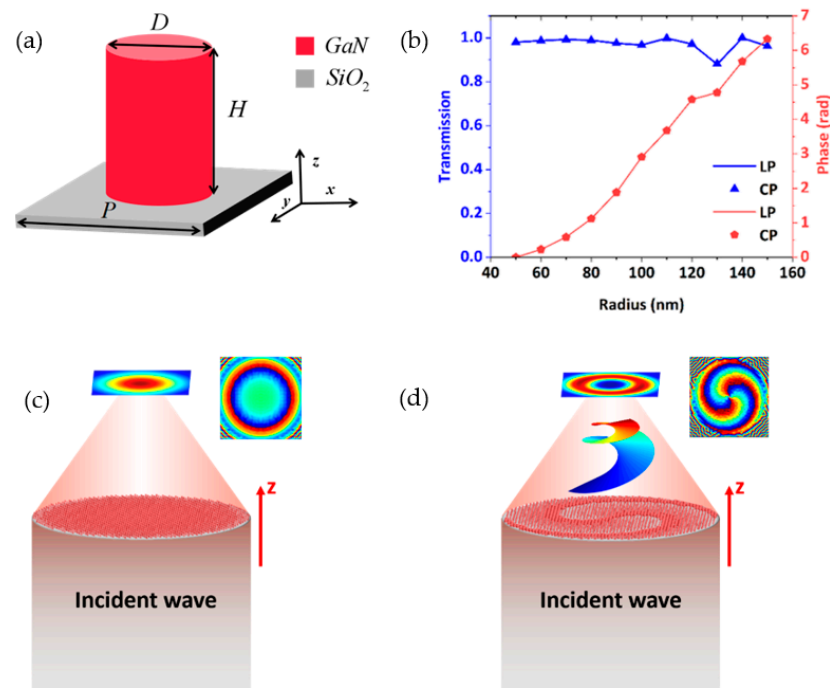 (a)
D
GaN
SiO2
H
P
z
y
x
(b)
Transmission
1.0
0.8
0.6
0.4
0.2
0.0
7
6
5
4
3
2
1
0
Phase (rad)
LP
CP
LP
CP
40 60 80 100 120 140 160
Radius (nm)
(c)
z
Incident wave
(d)
z
Incident wave